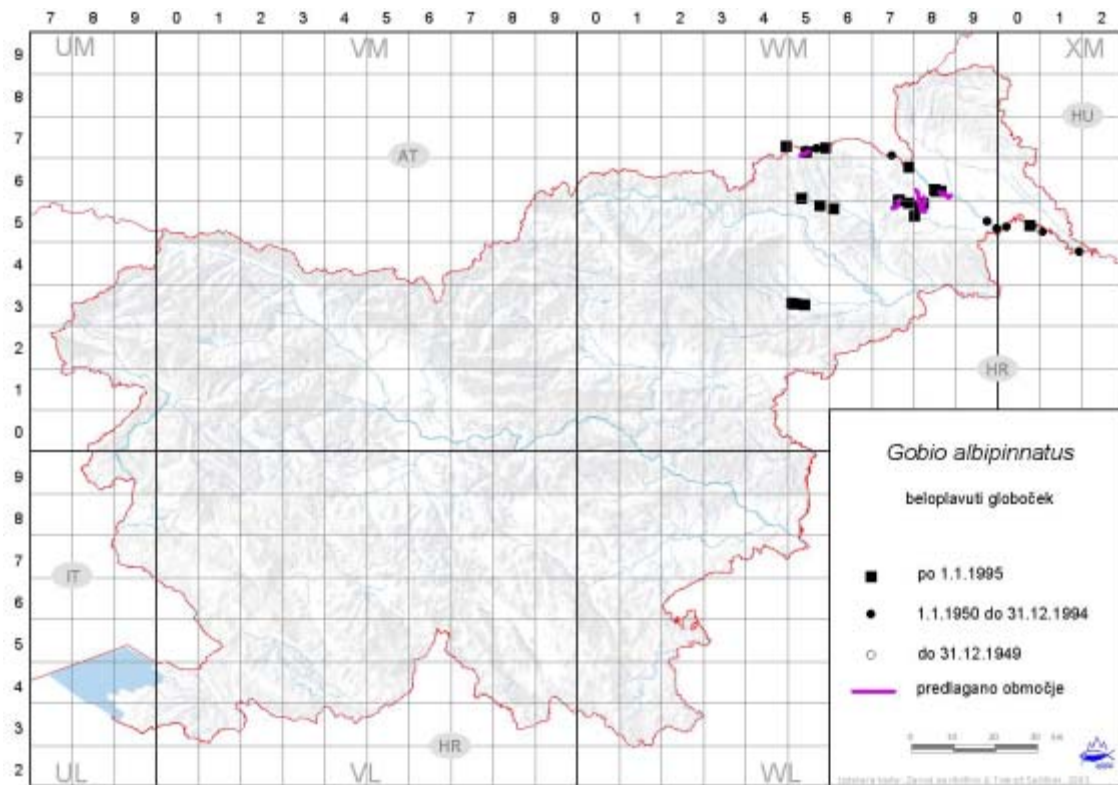 7 8 9 0 1 2 3 4 5 6 7 8 9 0 1 2 3 4 5 6 7 8 9 0 1 2
UM VM WM XM
9
8
7
6
5
4
3
2
1
0
9
8
7
6
5
4
3
2
AT
HU
HR
IT
HR
UL VL WL
Gobio albipinnatus
beloplavuti globoček
po 1.1.1995
1.1.1950 do 31.12.1994
do 31.12.1949
predlagano območje
0 10 20 30